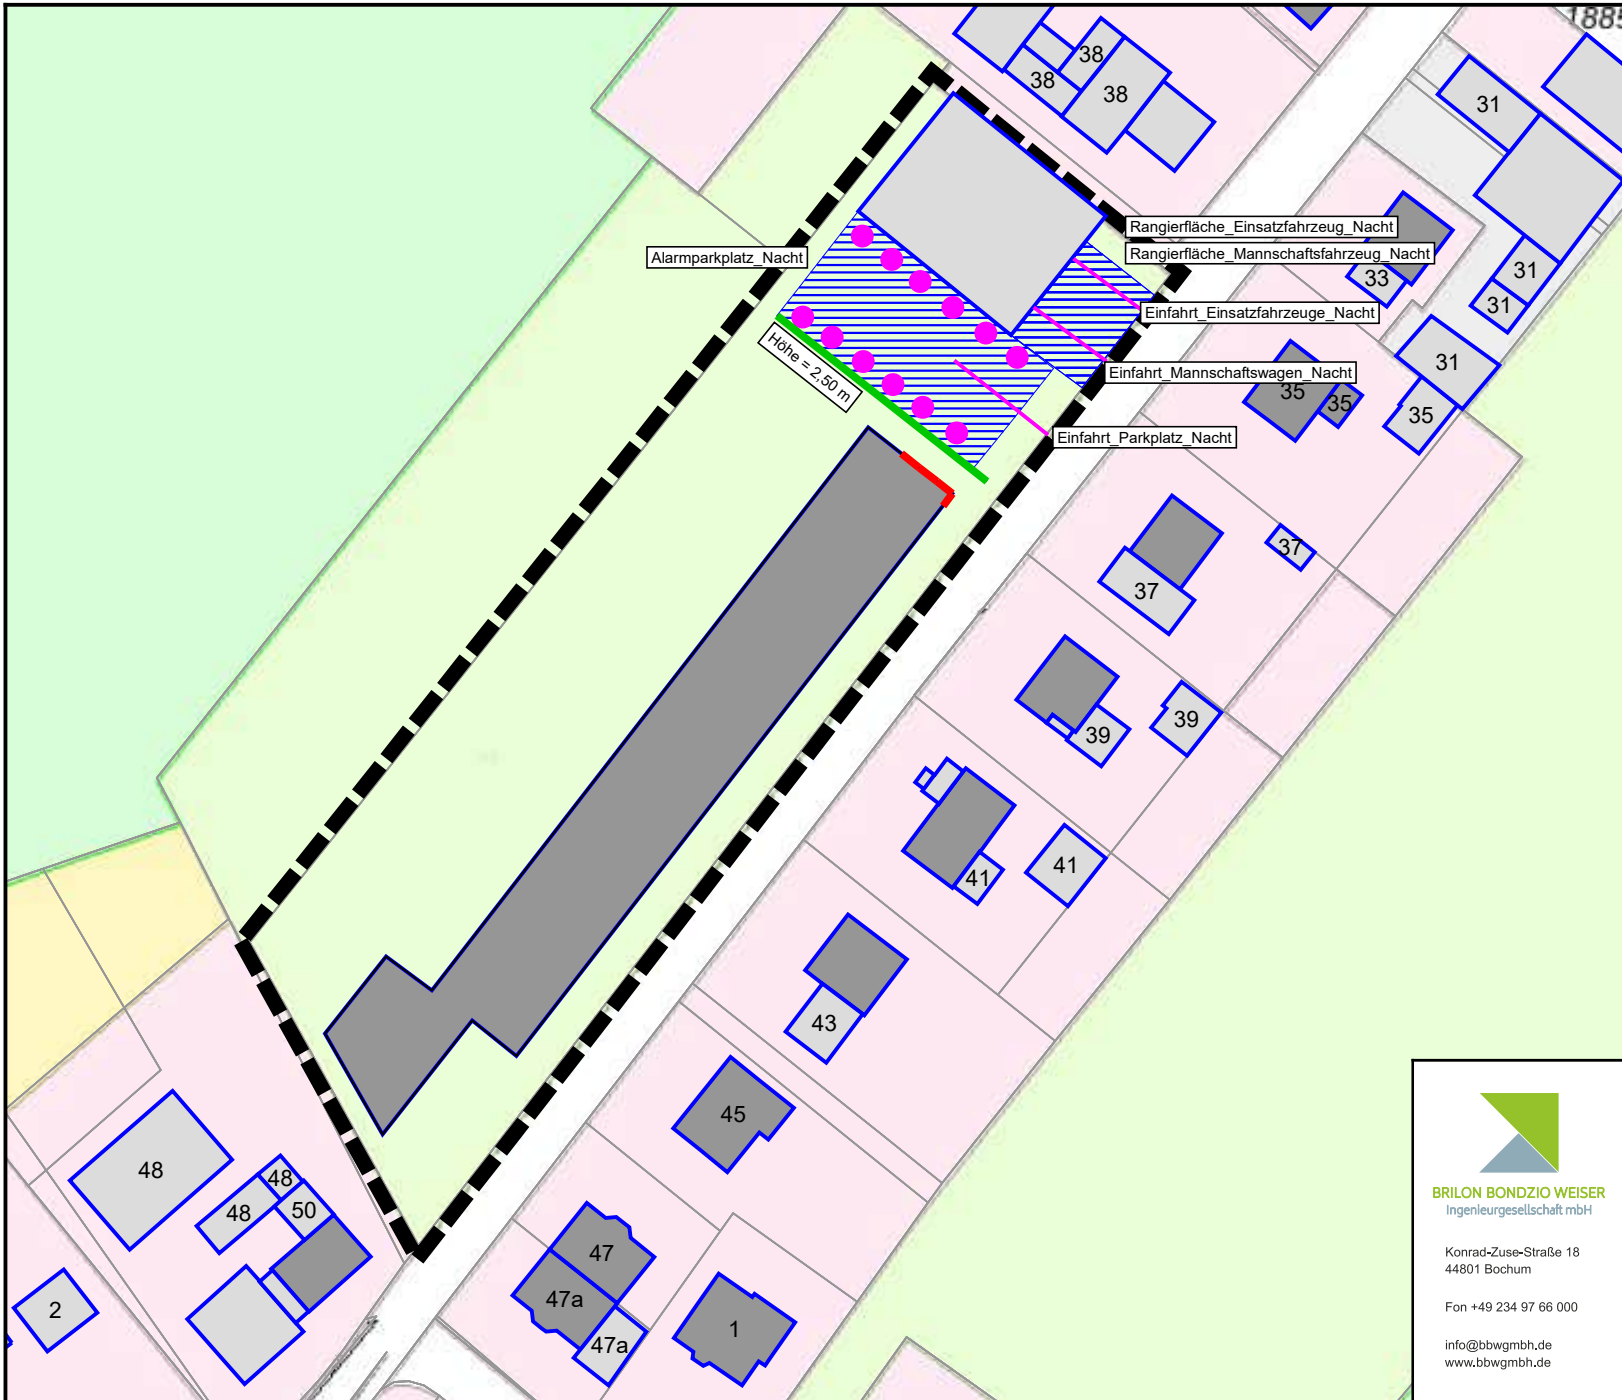 1885
38
38
38
31
Rangierfläche_Einsatzfahrzeug_Nacht
Rangierfläche_Mannschaftsfahrzeug_Nacht
Alarmparkplatz_Nacht
33
31
31
Einfahrt_Einsatzfahrzeuge_Nacht
Höhe = 2,50 m
Einfahrt_Mannschaftswagen_Nacht
31
35
35
35
Einfahrt_Parkplatz_Nacht
37
37
39
39
41
41
43
45
48
48
48
50
47
47a
47a
1
2
BRILON BONDZIO WEISER
Ingenieurgesellschaft mbH
Konrad-Zuse-Straße 18
44801 Bochum
Fon +49 234 97 66 000
info@bbwgmbh.de
www.bbwgmbh.de